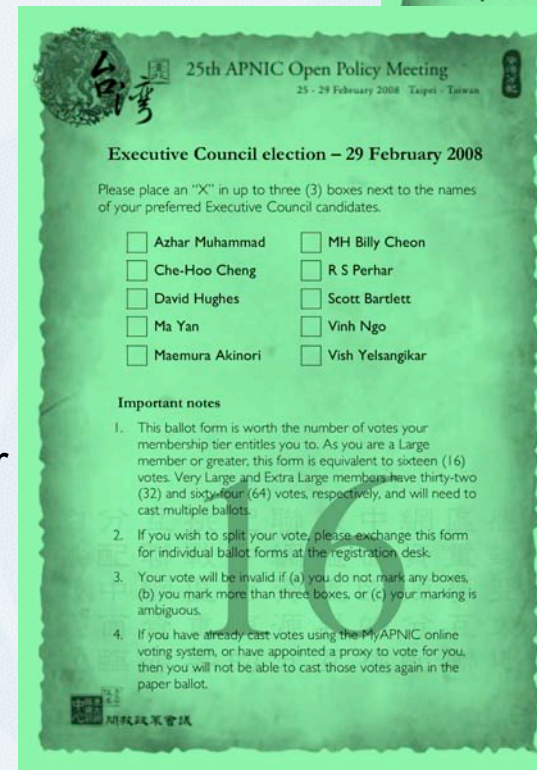 台灣
25th APNIC Open Policy Meeting
25 - 29 February 2008 Taipei - Taiwan
Executive Council election – 29 February 2008
Please place an "X" in up to three (3) boxes next to the names
of your preferred Executive Council candidates.
Azhar Muhammad
Che-Hoo Cheng
David Hughes
Ma Yan
Maemura Akinori
MH Billy Cheon
R S Perhar
Scott Bartlett
Vinh Ngo
Vish Yelsangikar
Important notes
1. This ballot form is worth the number of votes your
membership tier entitles you to. As you are a Large
member or greater, this form is equivalent to sixteen (16)
votes. Very Large and Extra Large members have thirty-two
(32) and sixty-four (64) votes, respectively, and will need to
cast multiple ballots.
2. If you wish to split your vote, please exchange this form
for individual ballot forms at the registration desk.
3. Your vote will be invalid if (a) you do not mark any boxes,
(b) you mark more than three boxes, or (c) your marking is
ambiguous.
4. If you have already cast votes using the MyAPNIC online
voting system, or have appointed a proxy to vote for you,
then you will not be able to cast those votes again in the
paper ballot.
16